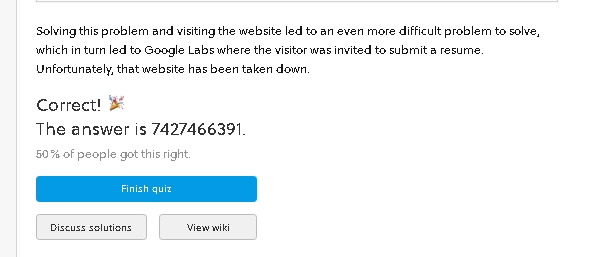 Solving this problem and visiting the website led to an even more difficult problem to solve,
which in turn led to Google Labs where the visitor was invited to submit a resume.
Unfortunately, that website has been taken down.
Correct! 🎉
The answer is 7427466391.
50% of people got this right.
Finish quiz
Discuss solutions
View wiki